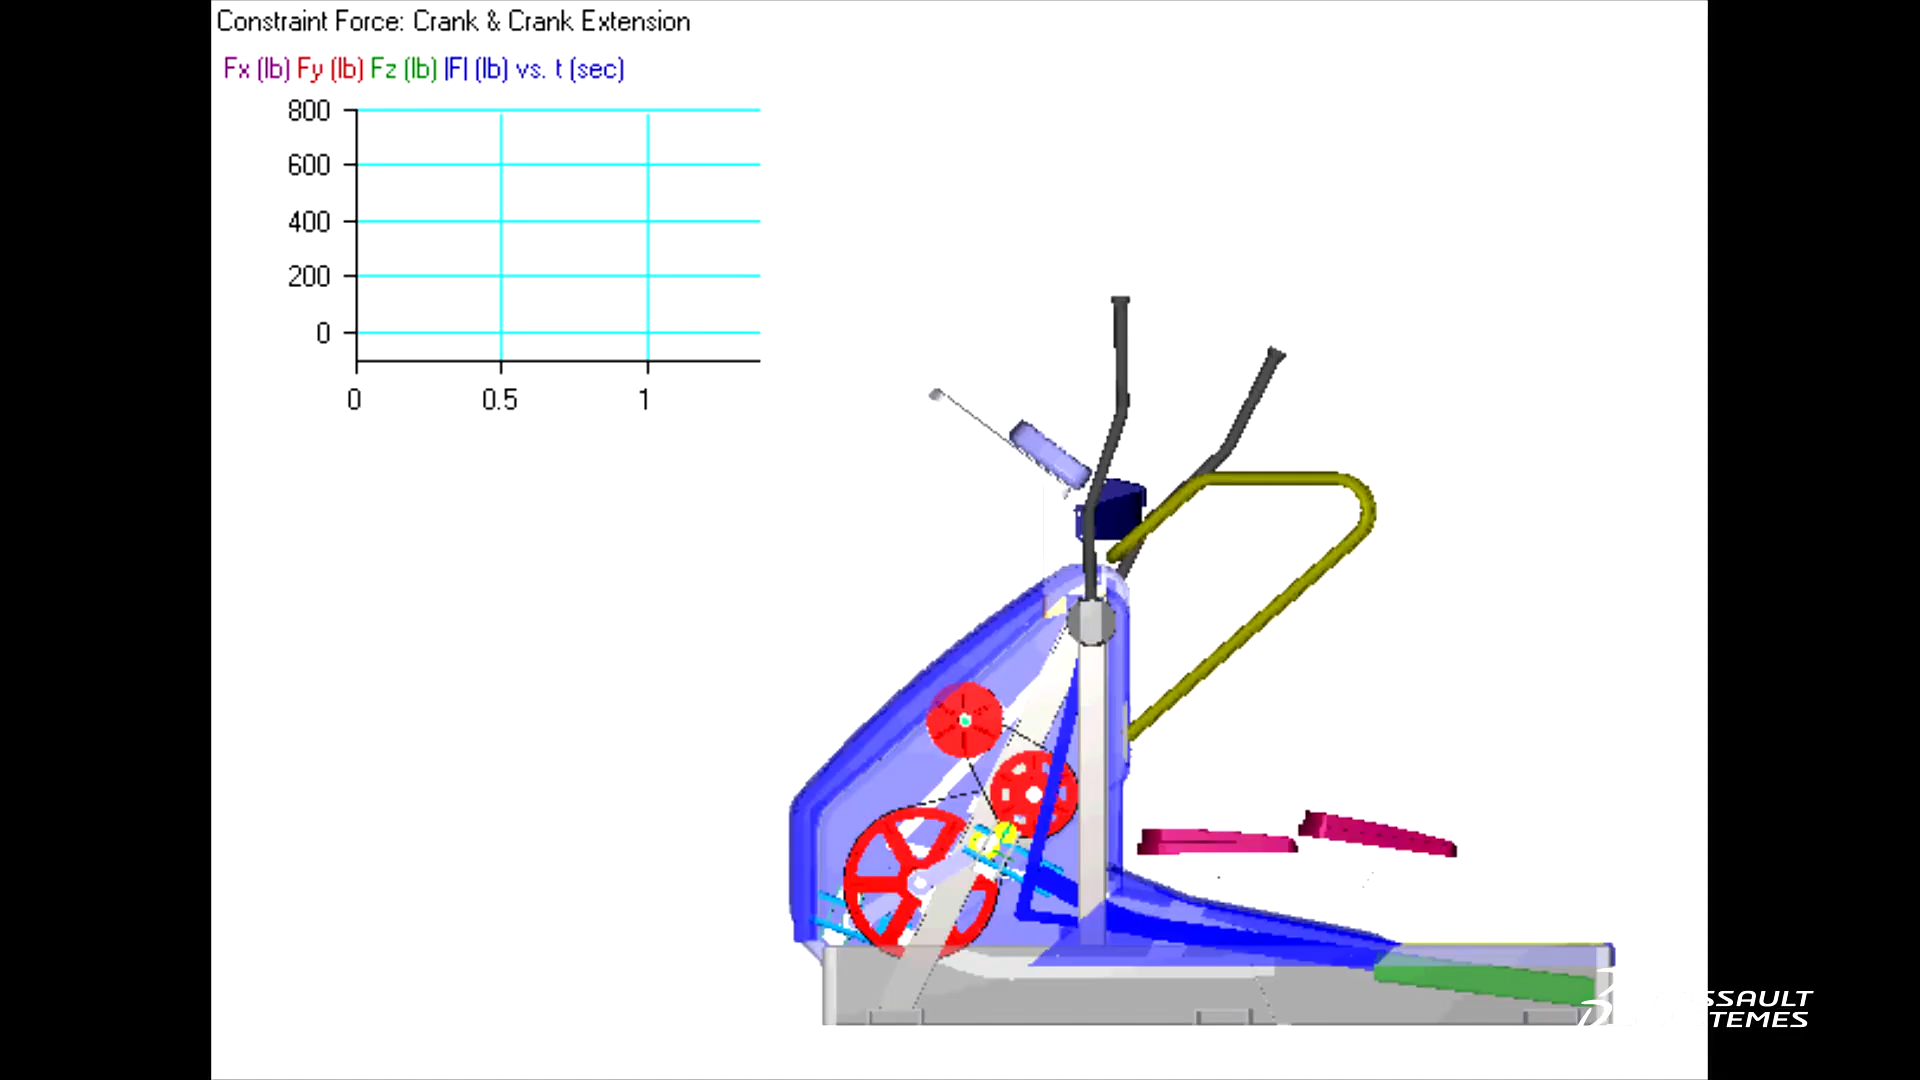 Constraint Force: Crank & Crank Extension
Fx (lb) Fy (lb) Fz (lb) |F| (lb) vs. t (sec)
800
600
400
200
0
0 0.5 1
SSAULT
TEMES